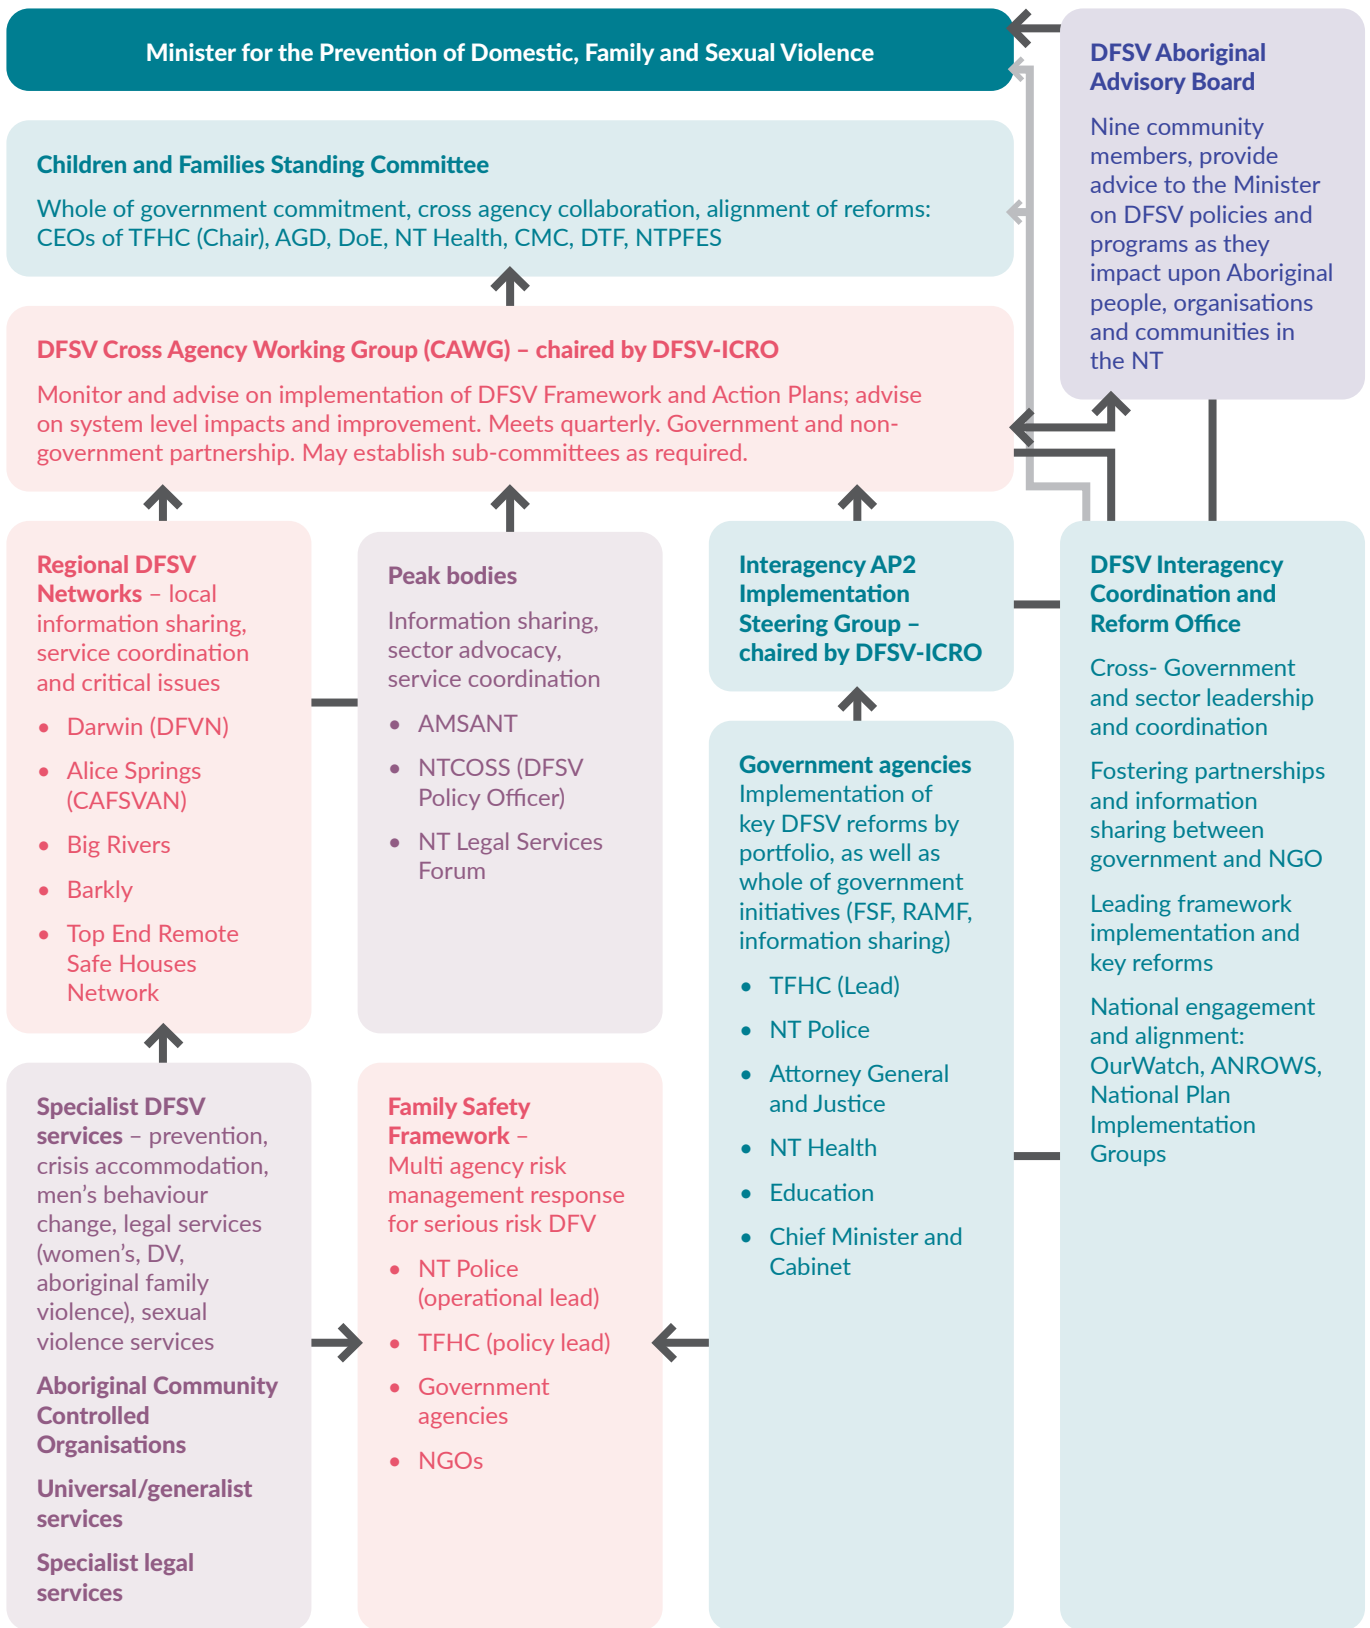 Minister for the Prevention of Domestic, Family and Sexual Violence
DFSV Aboriginal
Advisory Board
Nine community
members, provide
advice to the Minister
on DFSV policies and
programs as they
impact upon Aboriginal
people, organisations
and communities in
the NT
Children and Families Standing Committee
Whole of government commitment, cross agency collaboration, alignment of reforms:
CEOs of TFHC (Chair), AGD, DoE, NT Health, CMC, DTF, NTPFES
DFSV Cross Agency Working Group (CAWG) – chaired by DFSV-ICRO
Monitor and advise on implementation of DFSV Framework and Action Plans; advise
on system level impacts and improvement. Meets quarterly. Government and non-
government partnership. May establish sub-committees as required.
Regional DFSV
Networks – local
information sharing,
service coordination
and critical issues
• Darwin (DFVN)
• Alice Springs
(CAFSVAN)
• Big Rivers
• Barkly
• Top End Remote
Safe Houses
Network
Peak bodies
Information sharing,
sector advocacy,
service coordination
• AMSANT
• NTCOSS (DFSV
Policy Officer)
• NT Legal Services
Forum
Interagency AP2
Implementation
Steering Group –
chaired by DFSV-ICRO
Government agencies
Implementation of
key DFSV reforms by
portfolio, as well as
whole of government
initiatives (FSF, RAMF,
information sharing)
• TFHC (Lead)
• NT Police
• Attorney General
and Justice
• NT Health
• Education
• Chief Minister and
Cabinet
DFSV Interagency
Coordination and
Reform Office
Cross- Government
and sector leadership
and coordination
Fostering partnerships
and information
sharing between
government and NGO
Leading framework
implementation and
key reforms
National engagement
and alignment:
OurWatch, ANROWS,
National Plan
Implementation
Groups
Specialist DFSV
services – prevention,
crisis accommodation,
men’s behaviour
change, legal services
(women’s, DV,
aboriginal family
violence), sexual
violence services
Aboriginal Community
Controlled
Organisations
Universal/generalist
services
Specialist legal
services
Family Safety
Framework –
Multi agency risk
management response
for serious risk DFV
• NT Police
(operational lead)
• TFHC (policy lead)
• Government
agencies
• NGOs